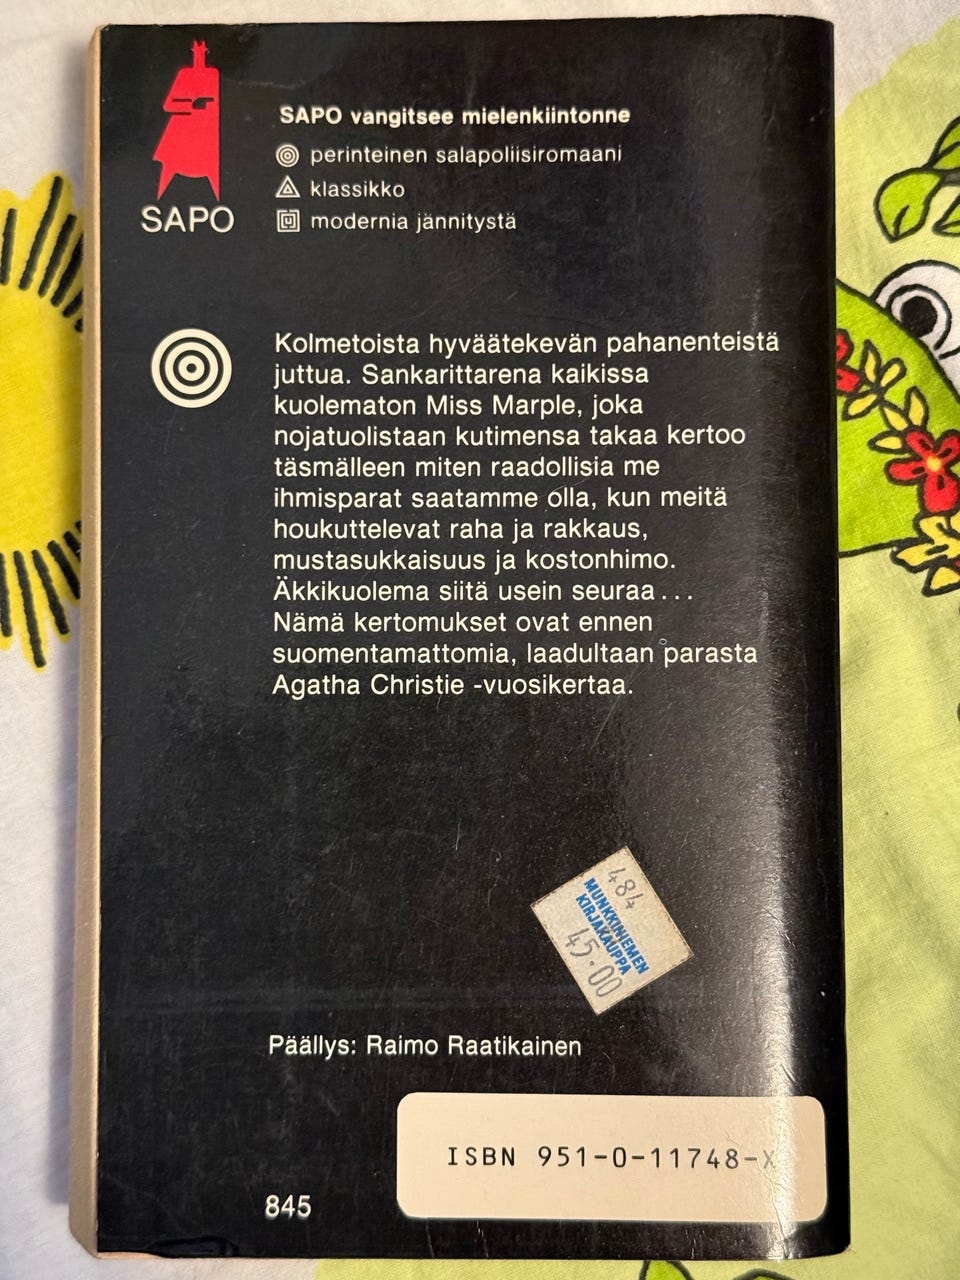 SAPO
SAPO vangitsee mielenkiintonne
perinteinen salapoliisiromaani
klassikko
modernia jännitystä
Kolmetoista hyväätekevän pahanenteistä
juttua. Sankarittarena kaikissa
kuolematon Miss Marple, joka
nojatuolistaan kutimensa takaa kertoo
täsmälleen miten raadollisia me
ihmisparat saatamme olla, kun meitä
houkuttelevat raha ja rakkaus,
mustasukkaisuus ja kostonhimo.
Äkkikuolema siitä usein seuraa...
Nämä kertomukset ovat ennen
suomentamattomia, laadultaan parasta
Agatha Christie -vuosikertaa.
484
MUNKKINIEMEN
KIRJAKAUPPA
45.00
Päällys: Raimo Raatikainen
ISBN 951-0-11748-X
845